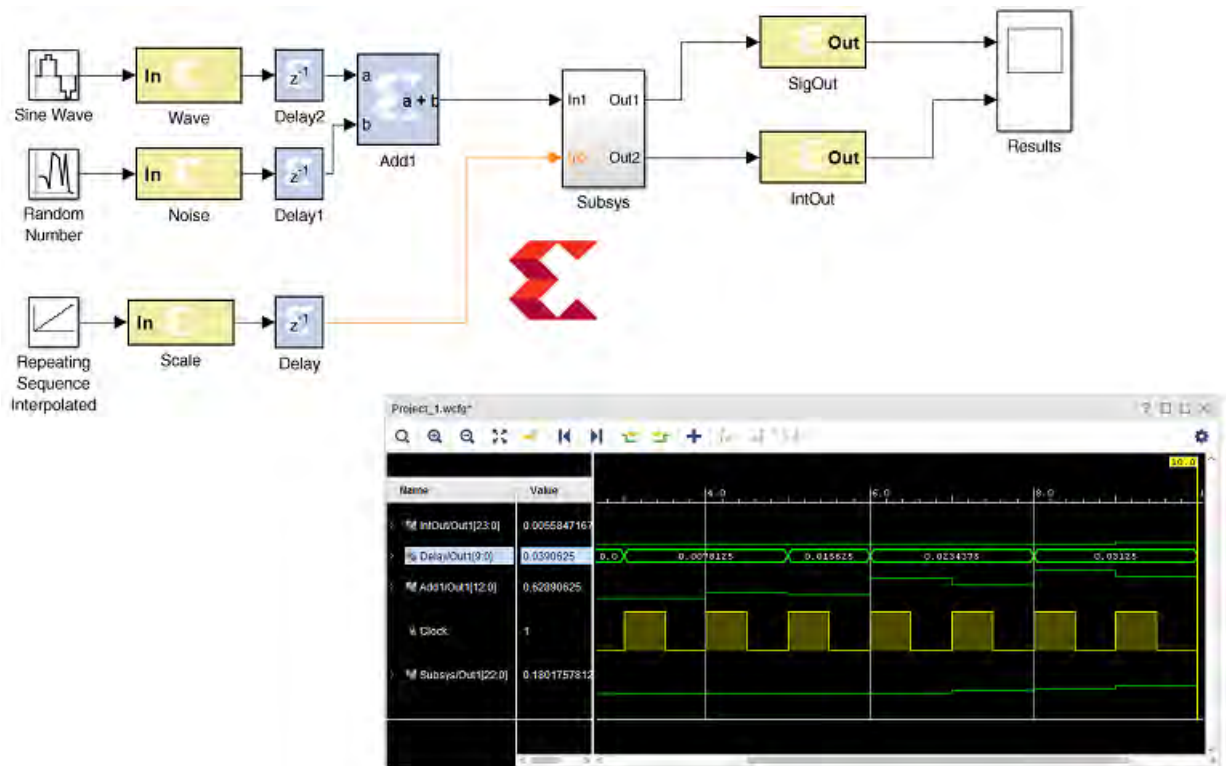 Sine Wave
In
Wave
z⁻¹
Delay2
a
b
a + b
Add1
Random
Number
In
Noise
z⁻¹
Delay1
In1
Out1
Out2
Subsys
Out
SigOut
Out
IntOut
Results
Repeating
Sequence
Interpolated
In
Scale
z⁻¹
Delay
Project_1.wcfg*
10.0
Name
Value
4.0
6.0
8.0
IntOut/Out1[23:0]
0.0055847167
Delay/Out1(9:0)
0.0390625
0.0
0.0078125
0.015625
0.0234375
0.03125
Add1/Out1[12:0]
0.62890625
Clock
1
Subsys/Out1[22:0]
0.1801757812